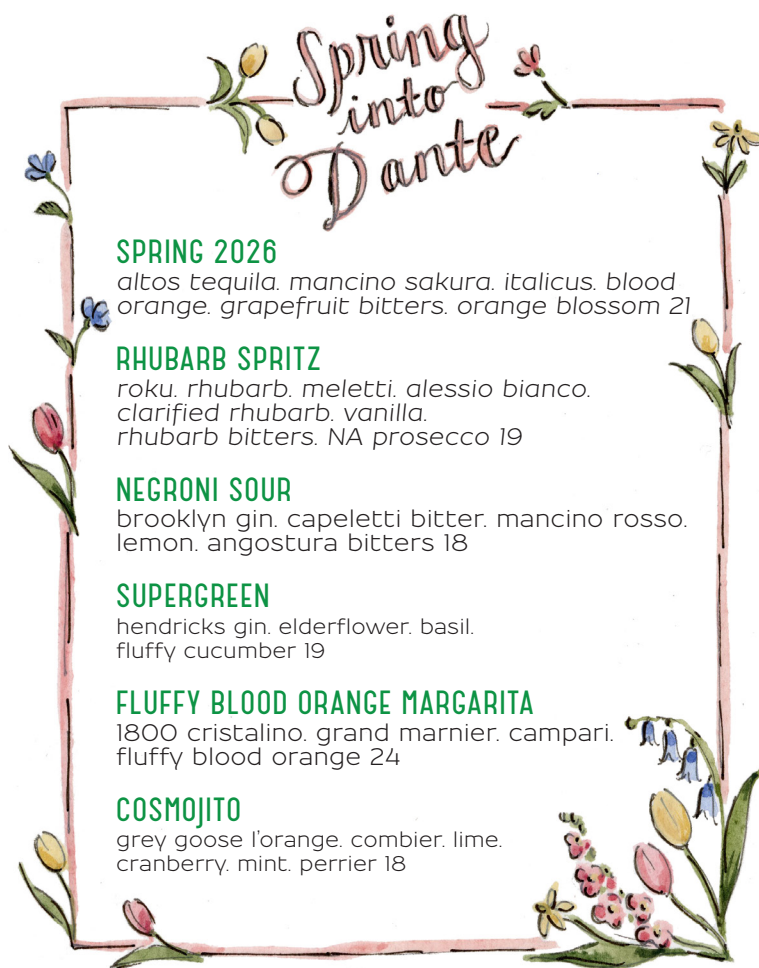 Spring
into
Dante
SPRING 2026
altos tequila. mancino sakura. italicus. blood
orange. grapefruit bitters. orange blossom 21
RHUBARB SPRITZ
roku. rhubarb. meletti. alessio bianco.
clarified rhubarb. vanilla.
rhubarb bitters. NA prosecco 19
NEGRONI SOUR
brooklyn gin. capeletti bitter. mancino rosso.
lemon. angostura bitters 18
SUPERGREEN
hendricks gin. elderflower. basil.
fluffy cucumber 19
FLUFFY BLOOD ORANGE MARGARITA
1800 cristalino. grand marnier. campari.
fluffy blood orange 24
COSMOJITO
grey goose l'orange. combier. lime.
cranberry. mint. perrier 18